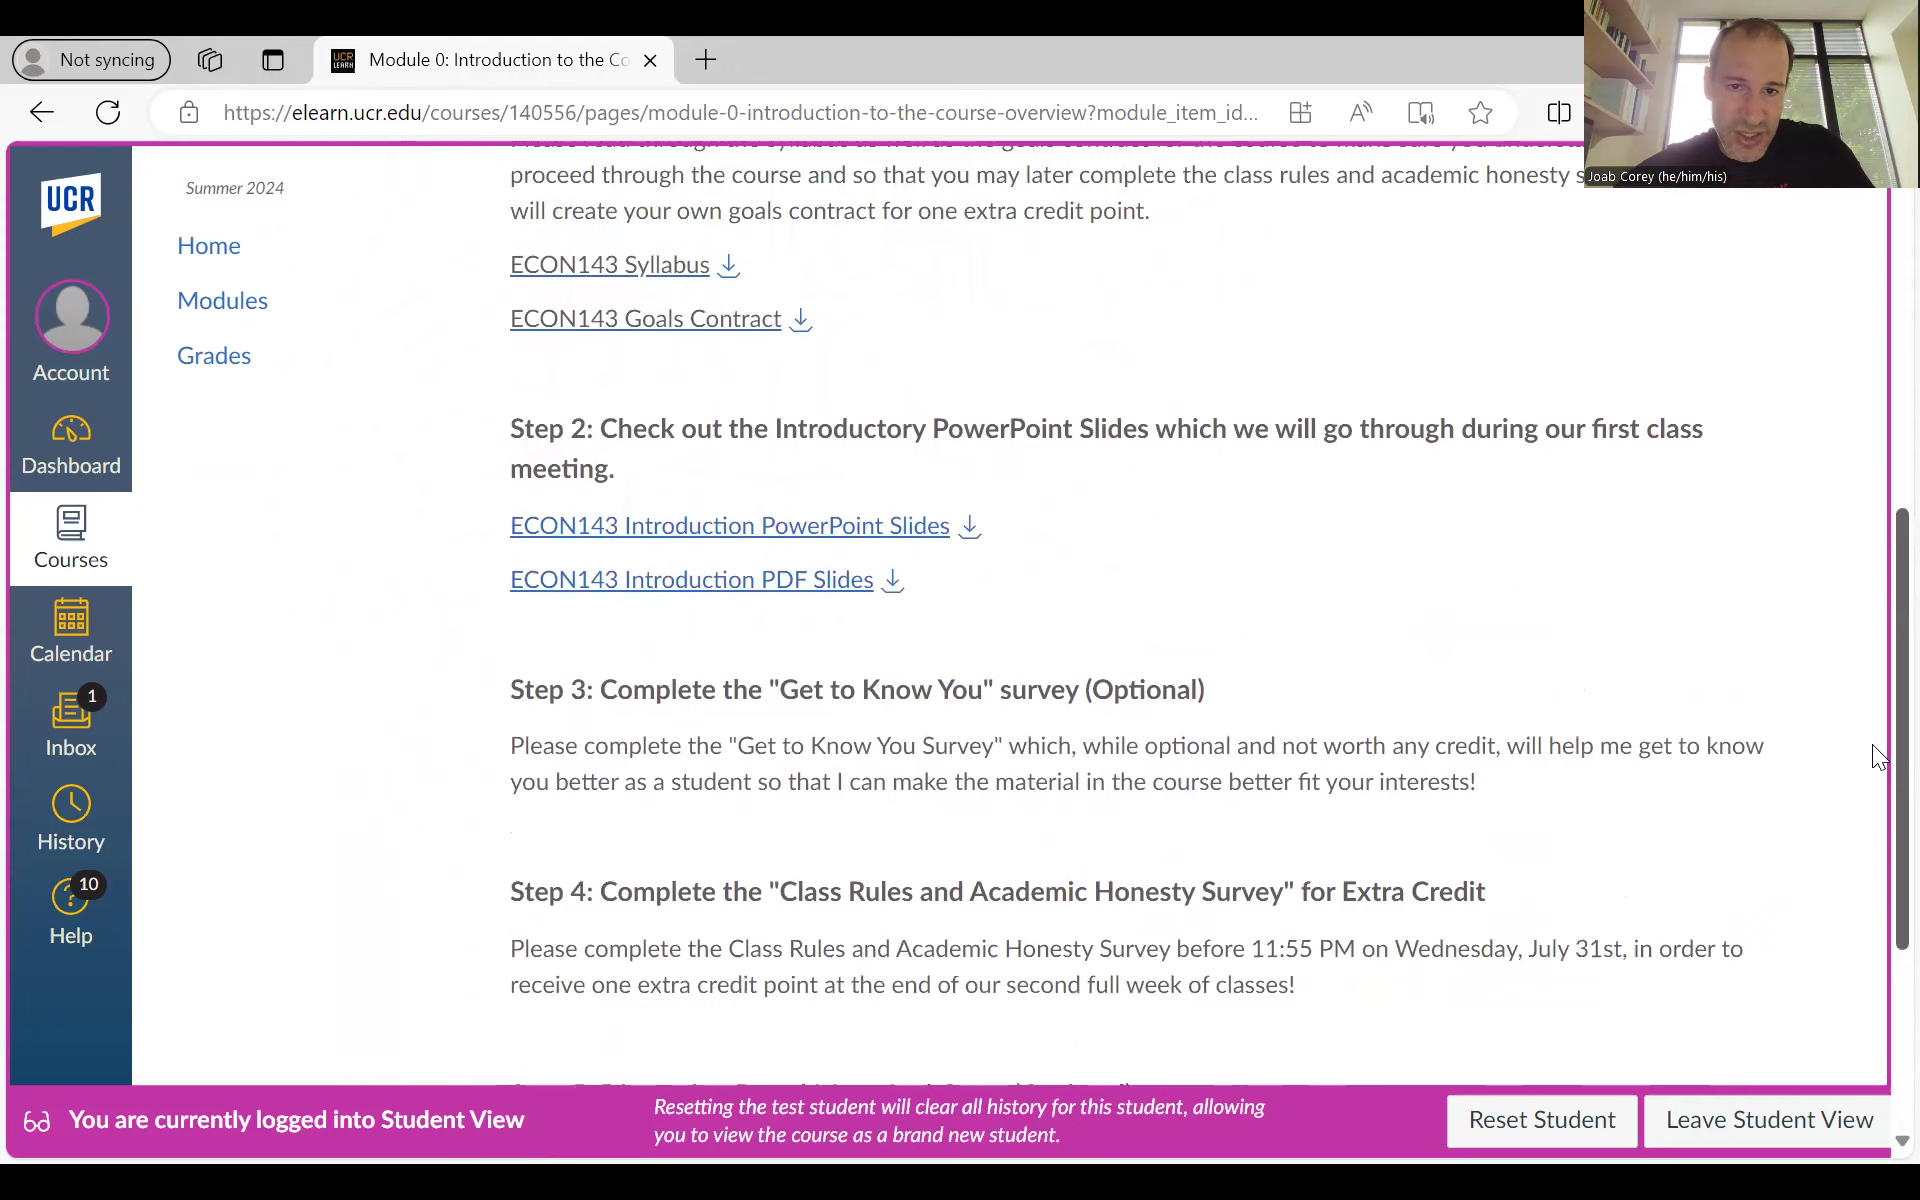 Not syncing
Module 0: Introduction to the Co
https://elearn.ucr.edu/courses/140556/pages/module-0-introduction-to-the-course-overview?module_item_id...
Joab Corey (he/him/his)
UCR
Account
Dashboard
Courses
Calendar
1
Inbox
History
10
Help
Summer 2024
Home
Modules
Grades
proceed through the course and so that you may later complete the class rules and academic honesty s
will create your own goals contract for one extra credit point.
ECON143 Syllabus
ECON143 Goals Contract
Step 2: Check out the Introductory PowerPoint Slides which we will go through during our first class
meeting.
ECON143 Introduction PowerPoint Slides
ECON143 Introduction PDF Slides
Step 3: Complete the "Get to Know You" survey (Optional)
Please complete the "Get to Know You Survey" which, while optional and not worth any credit, will help me get to know
you better as a student so that I can make the material in the course better fit your interests!
Step 4: Complete the "Class Rules and Academic Honesty Survey" for Extra Credit
Please complete the Class Rules and Academic Honesty Survey before 11:55 PM on Wednesday, July 31st, in order to
receive one extra credit point at the end of our second full week of classes!
You are currently logged into Student View
Resetting the test student will clear all history for this student, allowing
you to view the course as a brand new student.
Reset Student
Leave Student View